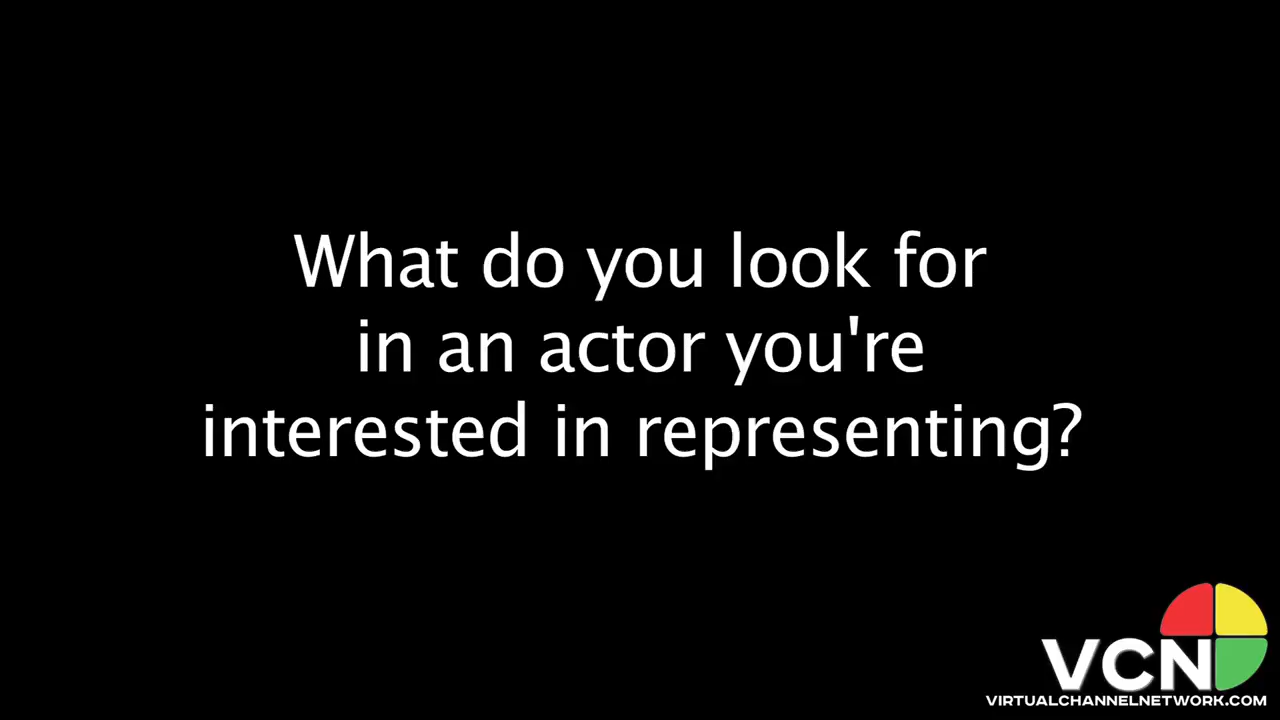 What do you look for
in an actor you're
interested in representing?
VCN
VIRTUALCHANNELNETWORK.COM